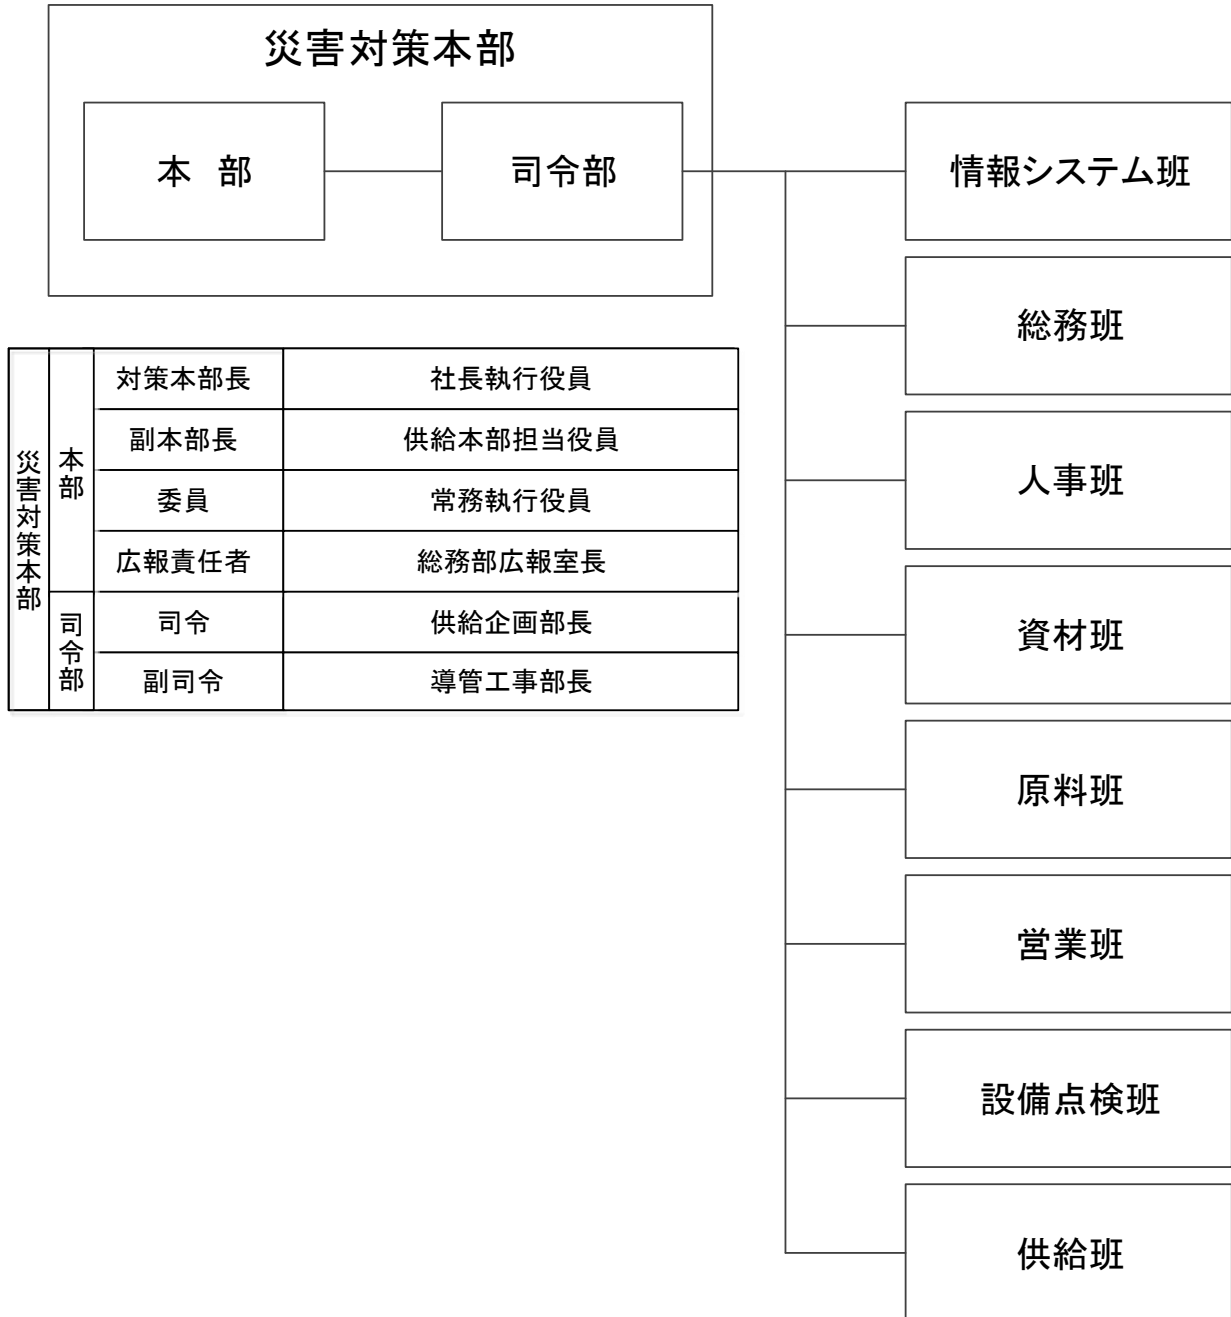 災害対策本部
本 部
司令部
情報システム班
総務班
人事班
資材班
原料班
営業班
設備点検班
供給班
災害対策本部
本部
対策本部長 社長執行役員
副本部長 供給本部担当役員
委員 常務執行役員
広報責任者 総務部広報室長
司令部
司令 供給企画部長
副司令 導管工事部長